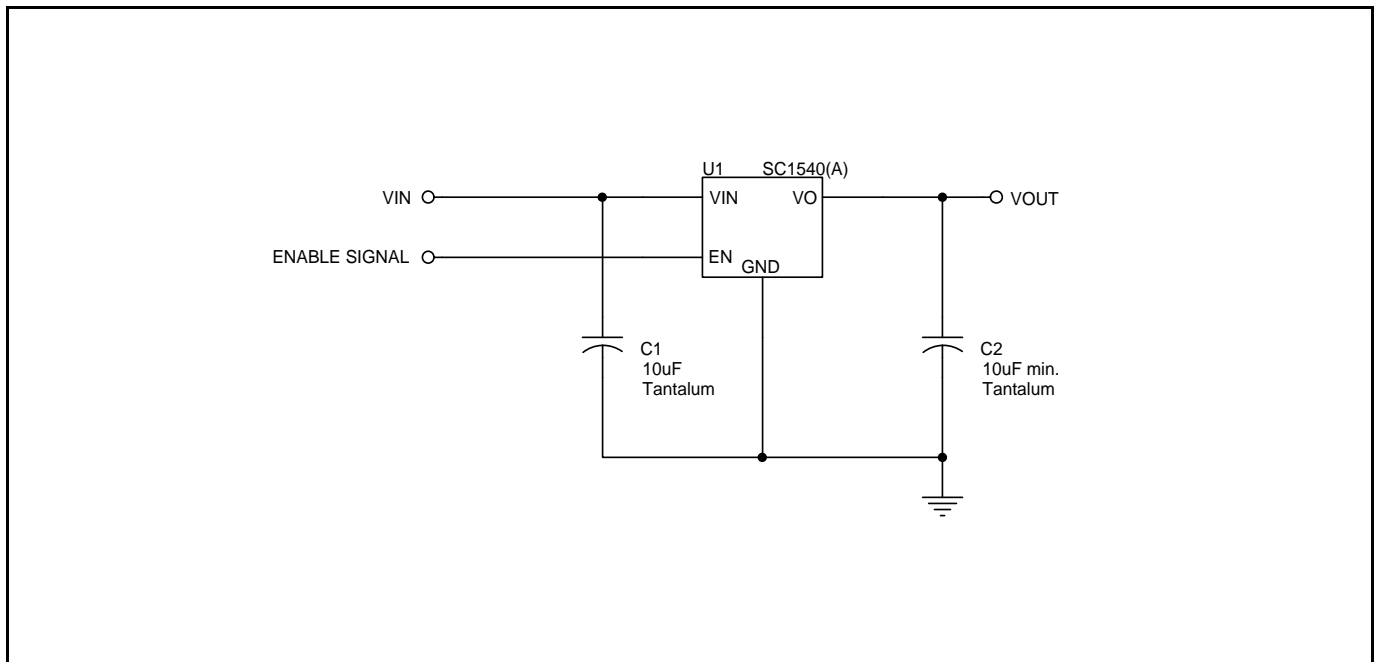 U1 SC1540(A)
VIN VIN VO VOUT
ENABLE SIGNAL EN
GND
C1
10uF
Tantalum
C2
10uF min.
Tantalum